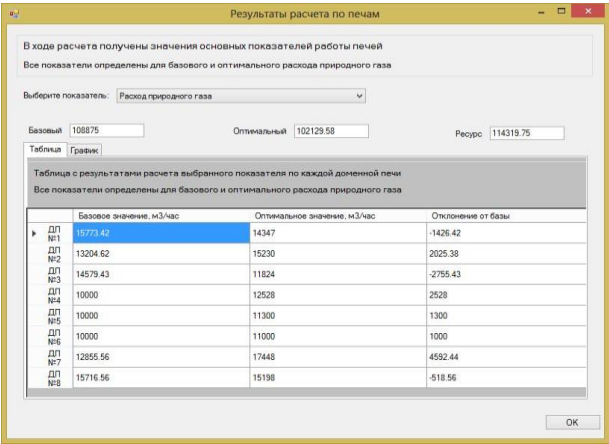 Результаты расчета по печам
В ходе расчета получены значения основных показателей работы печей
Все показатели определены для базового и оптимального расхода природного газа
Выберите показатель: Расход природного газа
Базовый 108875 Оптимальный 102129.58 Ресурс 114319.75
Таблица График
Таблица с результатами расчета выбранного показателя по каждой доменной печи
Все показатели определены для базового и оптимального расхода природного газа
Базовое значение, м3/час Оптимальное значение, м3/час Отклонение от базы
ДП №1 15773.42 14347 -1426.42
ДП №2 13204.62 15230 2025.38
ДП №3 14579.43 11824 -2755.43
ДП №4 10000 12528 2528
ДП №5 10000 11300 1300
ДП №6 10000 11000 1000
ДП №7 12855.56 17448 4592.44
ДП №8 15716.56 15198 -518.56
OK